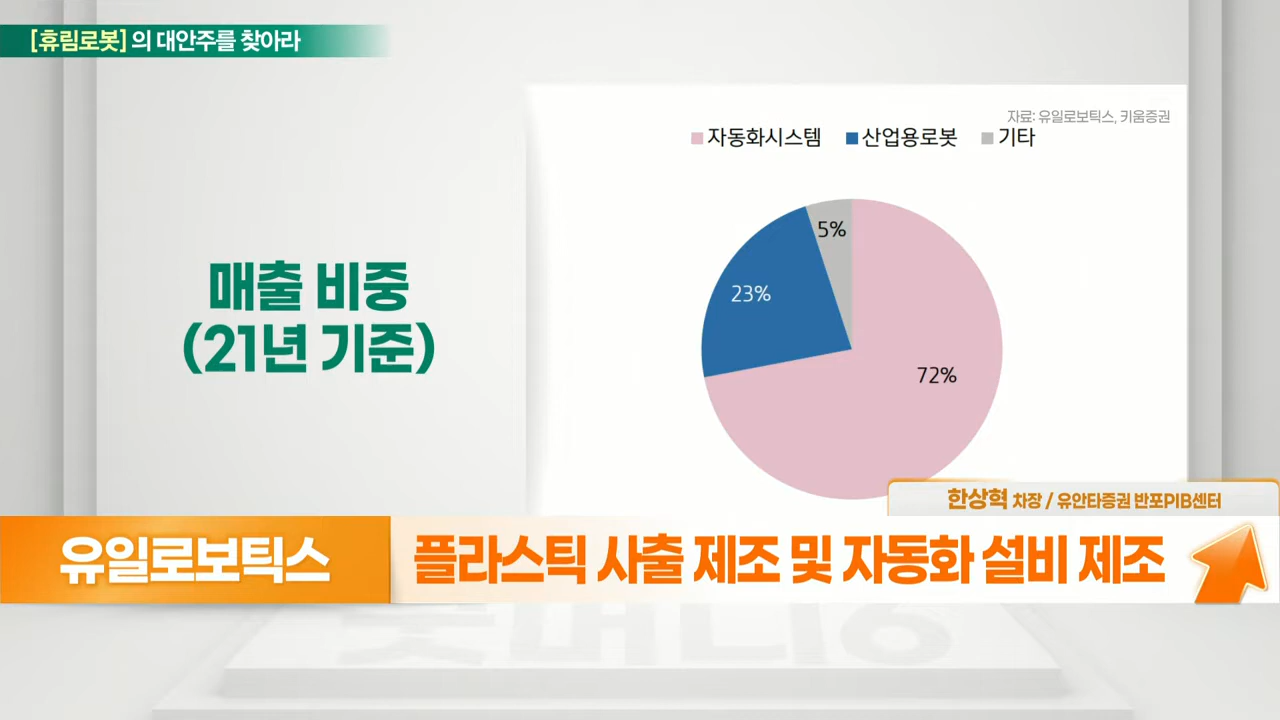 [휴림로봇]의 대안주를 찾아라
자료: 유일로보틱스, 키움증권
자동화시스템 산업용로봇 기타
5%
23%
72%
매출 비중
(21년 기준)
한상혁 차장 / 유안타증권 반포PIB센터
유일로보틱스
플라스틱 사출 제조 및 자동화 설비 제조